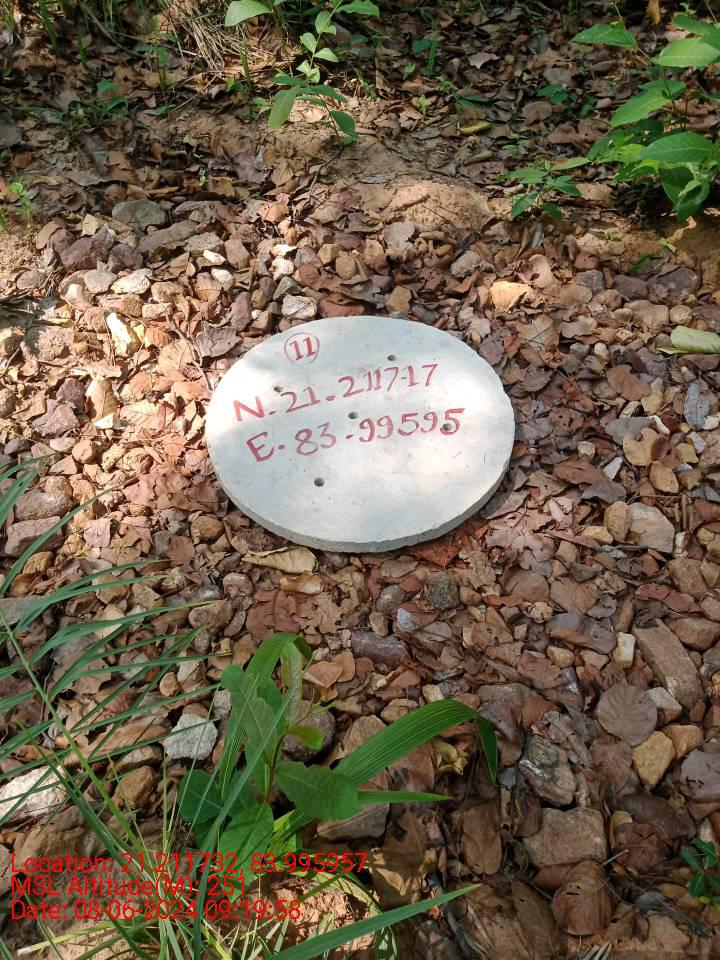 11
N. 21. 211717
E. 83.99595
Location: 21.211732, 83.995957
MSL Altitude(M): 251
Date: 08-06-2024 09:19:58